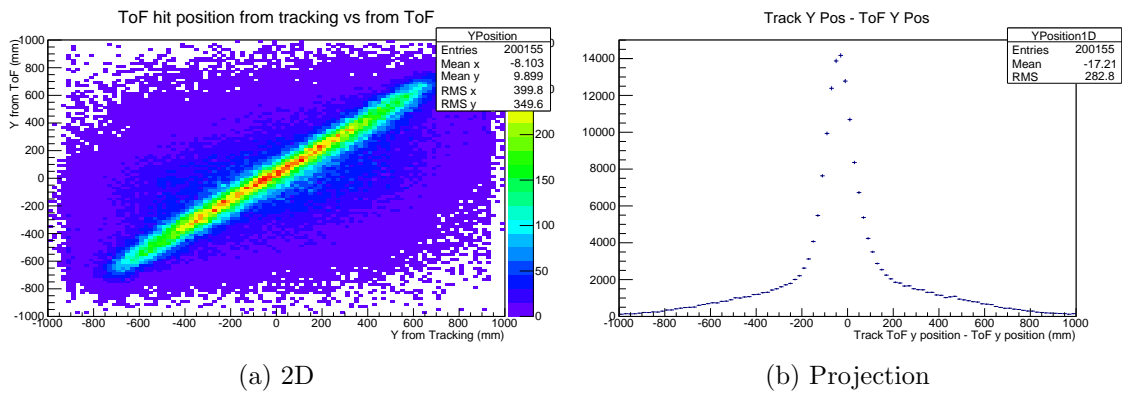 ToF hit position from tracking vs from ToF
YPosition
Entries 200155
Mean x -8.103
Mean y 9.899
RMS x 399.8
RMS y 349.6
Y from ToF (mm)
1000
800
600
400
200
0
-200
-400
-600
-800
-1000
-1000 -800 -600 -400 -200 0 200 400 600 800 1000
Y from Tracking (mm)
200
150
100
50
0
(a) 2D
Track Y Pos - ToF Y Pos
YPosition1D
Entries 200155
Mean -17.21
RMS 282.8
14000
12000
10000
8000
6000
4000
2000
0
-1000 -800 -600 -400 -200 0 200 400 600 800 1000
Track ToF y position - ToF y position (mm)
(b) Projection